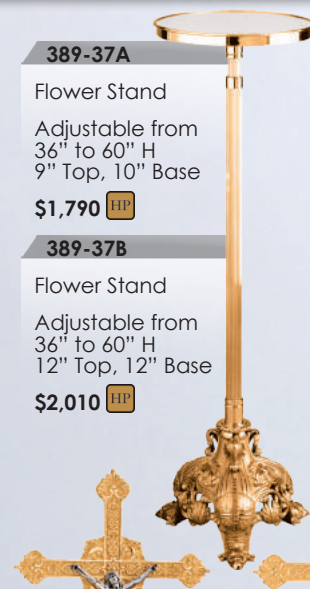 389-37A
Flower Stand
Adjustable from
36” to 60” H
9” Top, 10” Base
$1,790 HP
389-37B
Flower Stand
Adjustable from
36” to 60” H
12” Top, 12” Base
$2,010 HP